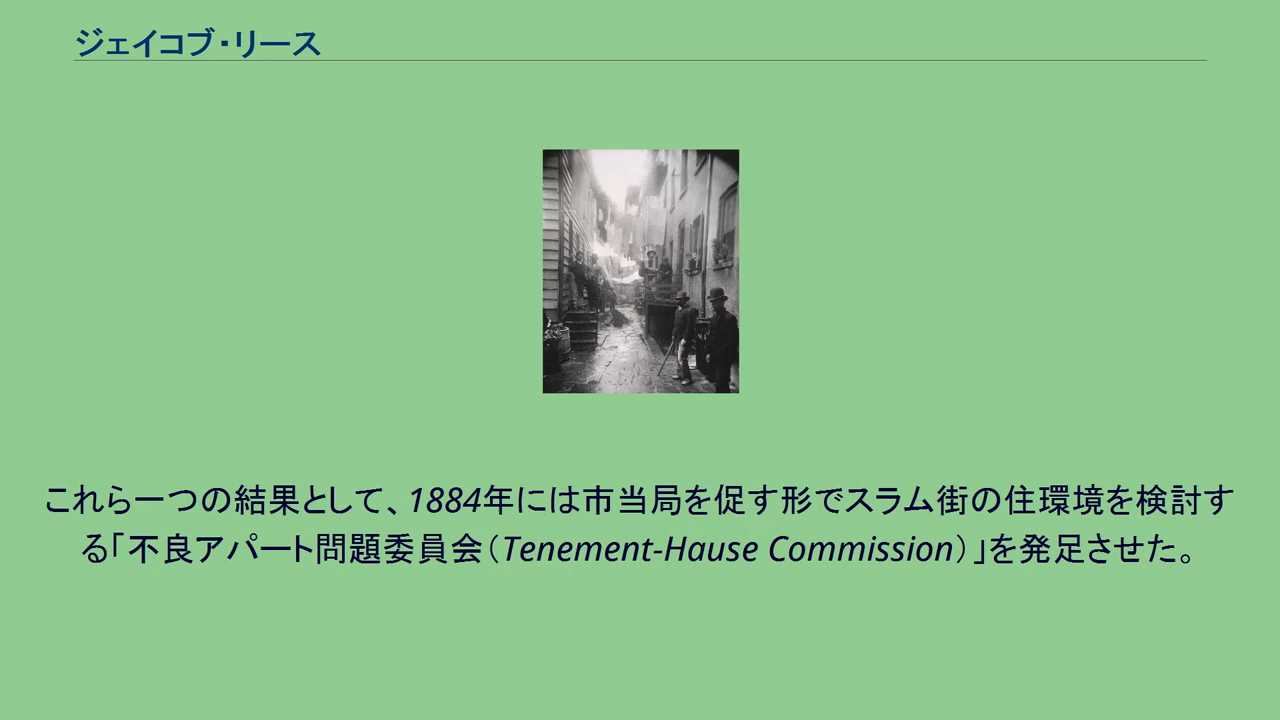 ジェイコブ・リース
これら一つの結果として、1884年には市当局を促す形でスラム街の住環境を検討す
る「不良アパート問題委員会（Tenement-Hause Commission）」を発足させた。